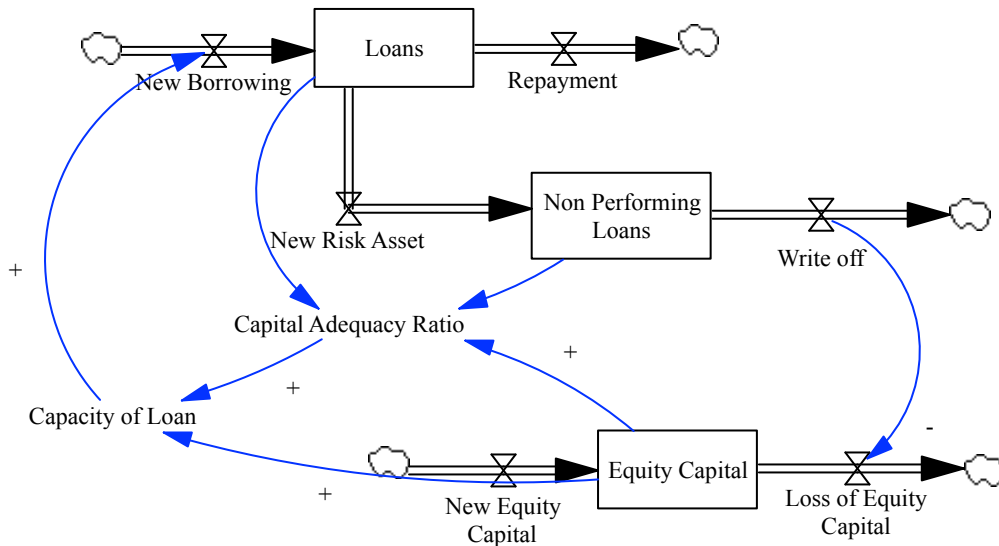 Loans
New Borrowing
Repayment
Non Performing
Loans
New Risk Asset
Write off
+
Capital Adequacy Ratio
+
+
Capacity of Loan
-
Equity Capital
+
New Equity
Capital
Loss of Equity
Capital